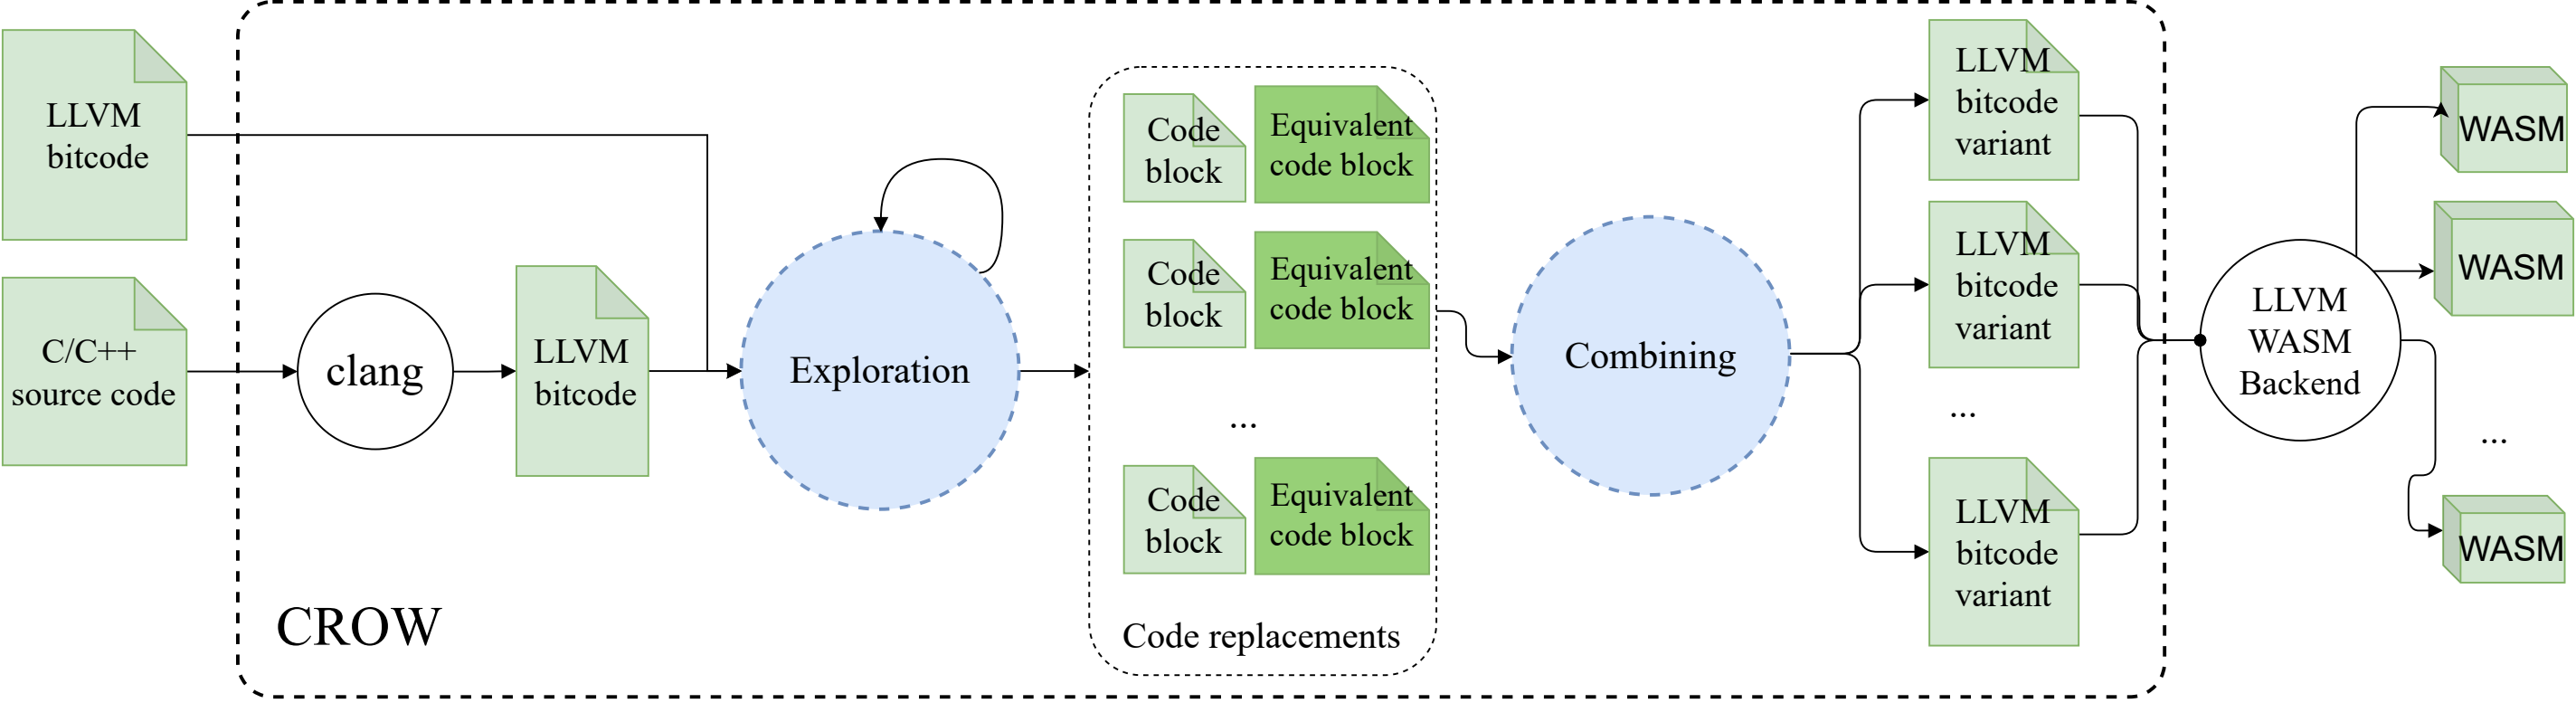 LLVM
bitcode
C/C++
source code
clang
LLVM
bitcode
CROW
Exploration
Code
block
Equivalent
code block
Code
block
Equivalent
code block
...
Code
block
Equivalent
code block
Code replacements
Combining
LLVM
bitcode
variant
LLVM
bitcode
variant
...
LLVM
bitcode
variant
LLVM
WASM
Backend
WASM
WASM
...
WASM